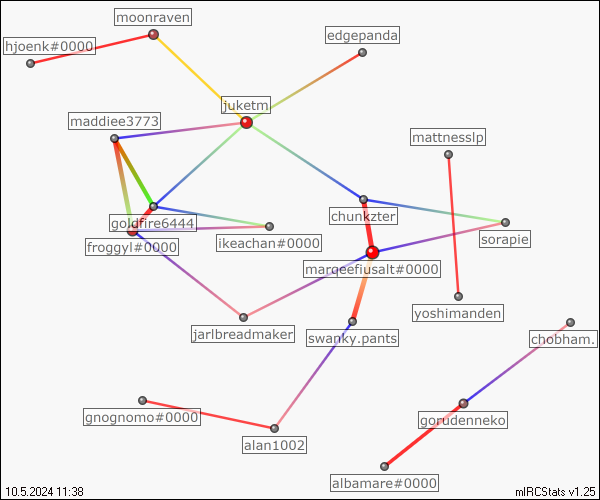 moonraven
edgepanda
hjoenk#0000
juketm
maddiee3773
mattnesslp
chunkzter
goldfire6444
sorapie
froggyl#0000
ikeachan#0000
marqeefiusalt#0000
yoshimanden
jarlbreadmaker
swanky.pants
chobham.
gnognomo#0000
gorudenneko
alan1002
albamare#0000
10.5.2024 11:38
mIRCStats v1.25